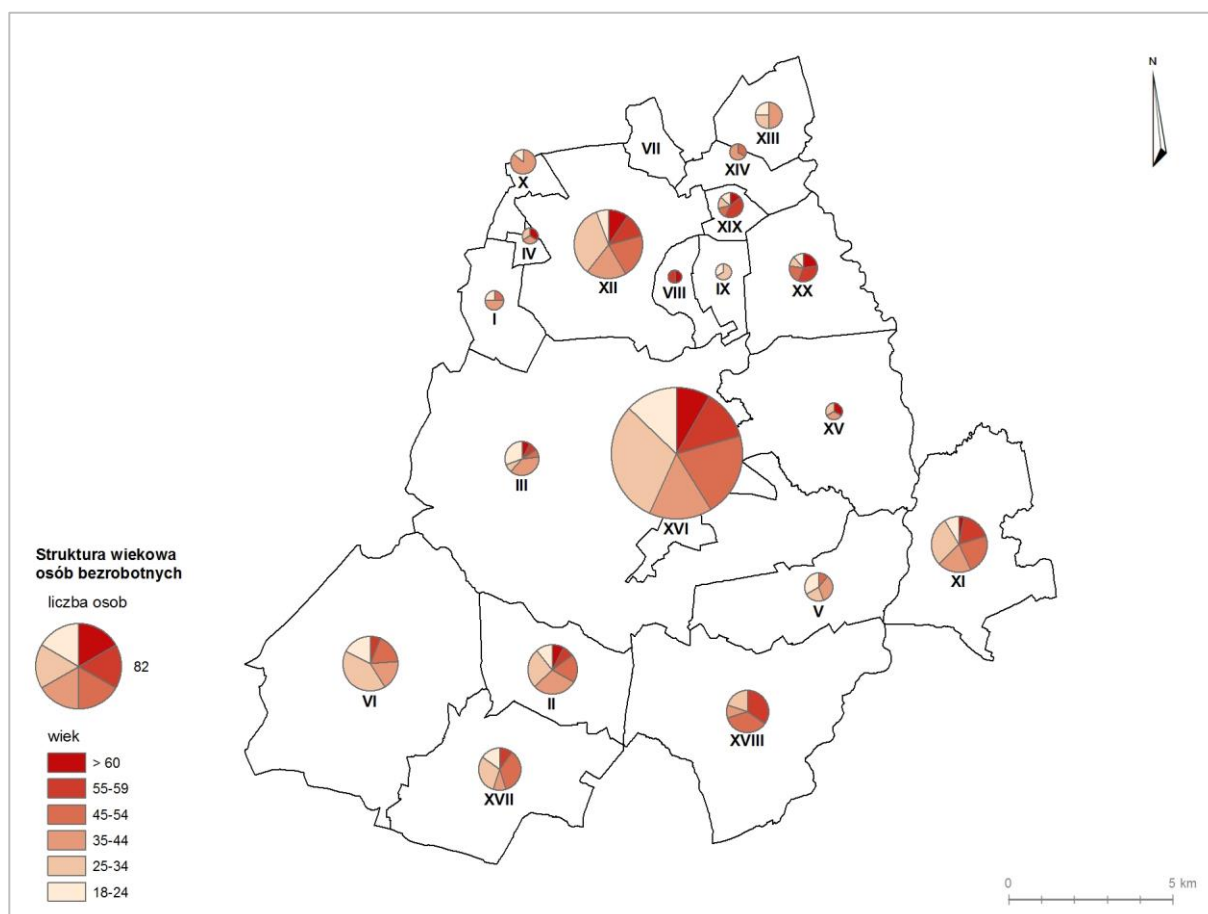 N
XIII
VII
XIV
X
XIX
IV
XII
VIII
IX
XX
I
XV
III
XVI
XI
V
VI
II
XVIII
XVII
Struktura wiekowa
osób bezrobotnych
liczba osob
82
wiek
> 60
55-59
45-54
35-44
25-34
18-24
0 5 km